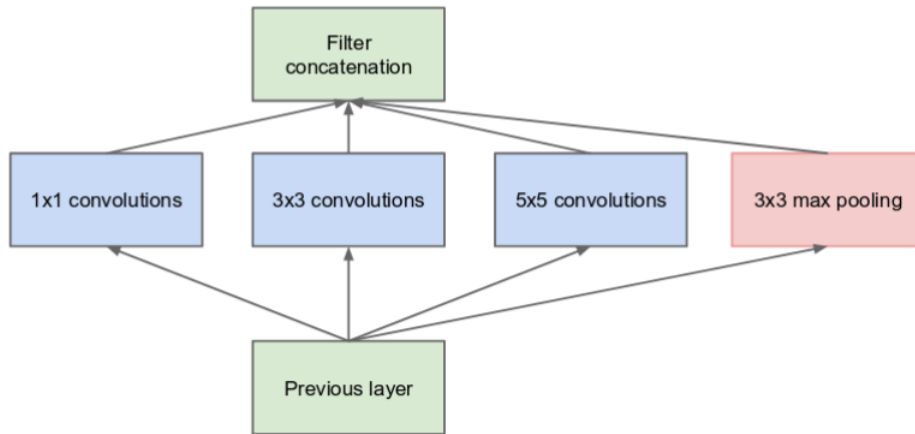 Filter
concatenation
1x1 convolutions
3x3 convolutions
5x5 convolutions
3x3 max pooling
Previous layer